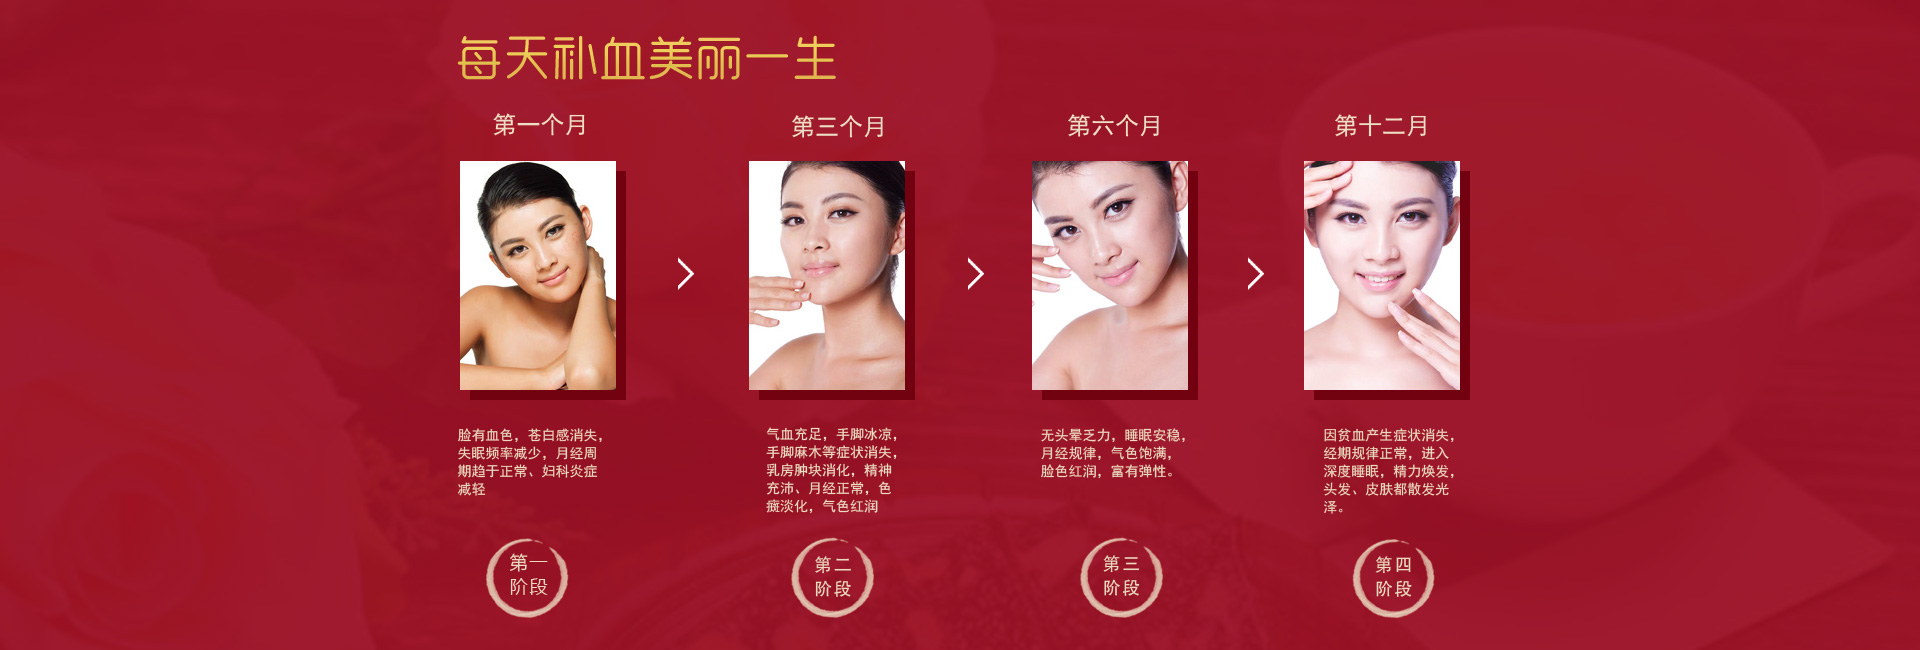 每天补血美丽一生
第一个月
第三个月
第六个月
第十二月
脸有血色，苍白感消失，
失眠频率减少，月经周
期趋于正常、妇科炎症
减轻
气血充足，手脚冰凉，
手脚麻木等症状消失，
乳房肿块消化，精神
充沛、月经正常，色
斑淡化，气色红润
无头晕乏力，睡眠安稳，
月经规律，气色饱满，
脸色红润，富有弹性。
因贫血产生症状消失，
经期规律正常，进入
深度睡眠，精力焕发，
头发、皮肤都散发光
泽。
第一
阶段
第二
阶段
第三
阶段
第四
阶段